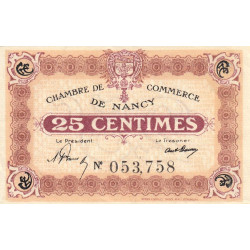 CHAMBRE DE COMMERCE
DE NANCY
25 CENTIMES
Le Président
Le Trésorier
Nº 053,758